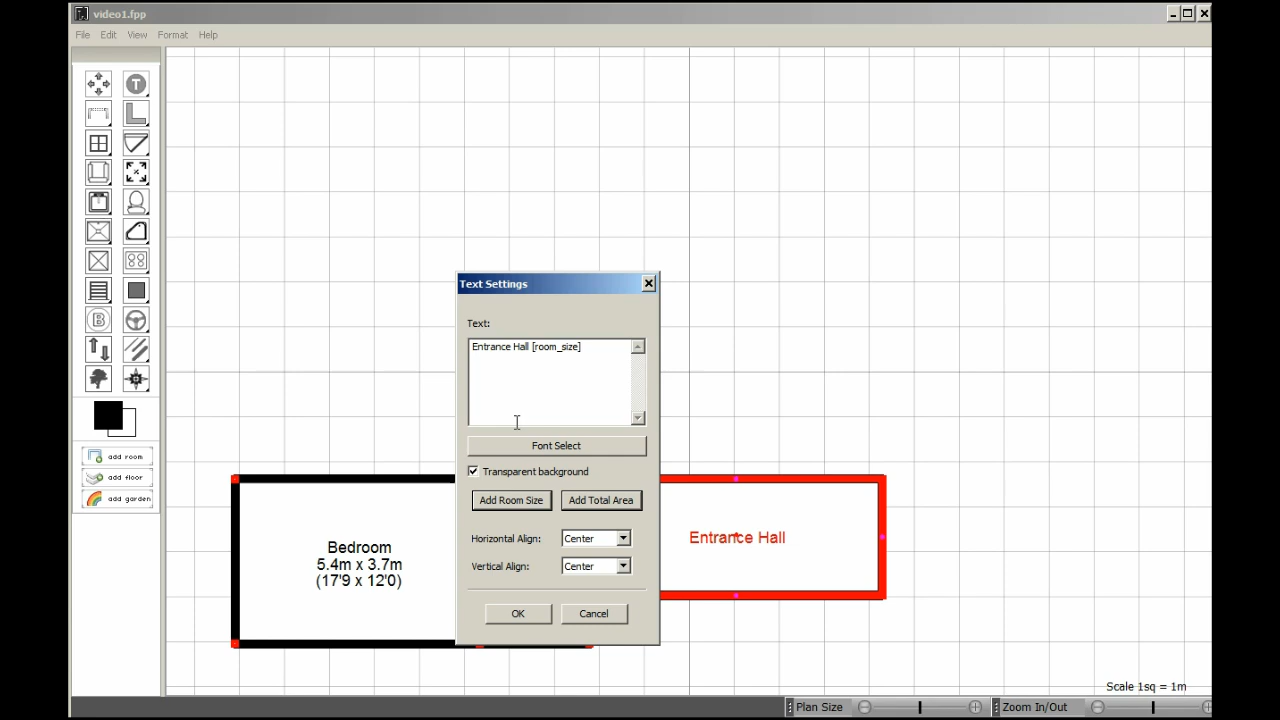 video1.fpp
File Edit View Format Help
T
B
add room
add floor
add garden
Text Settings
Text:
Entrance Hall [room_size]
Font Select
Transparent background
Add Room Size Add Total Area
Horizontal Align: Center
Vertical Align: Center
OK Cancel
Bedroom
5.4m x 3.7m
(17'9 x 12'0)
Entrance Hall
Scale 1sq = 1m
Plan Size Zoom In/Out